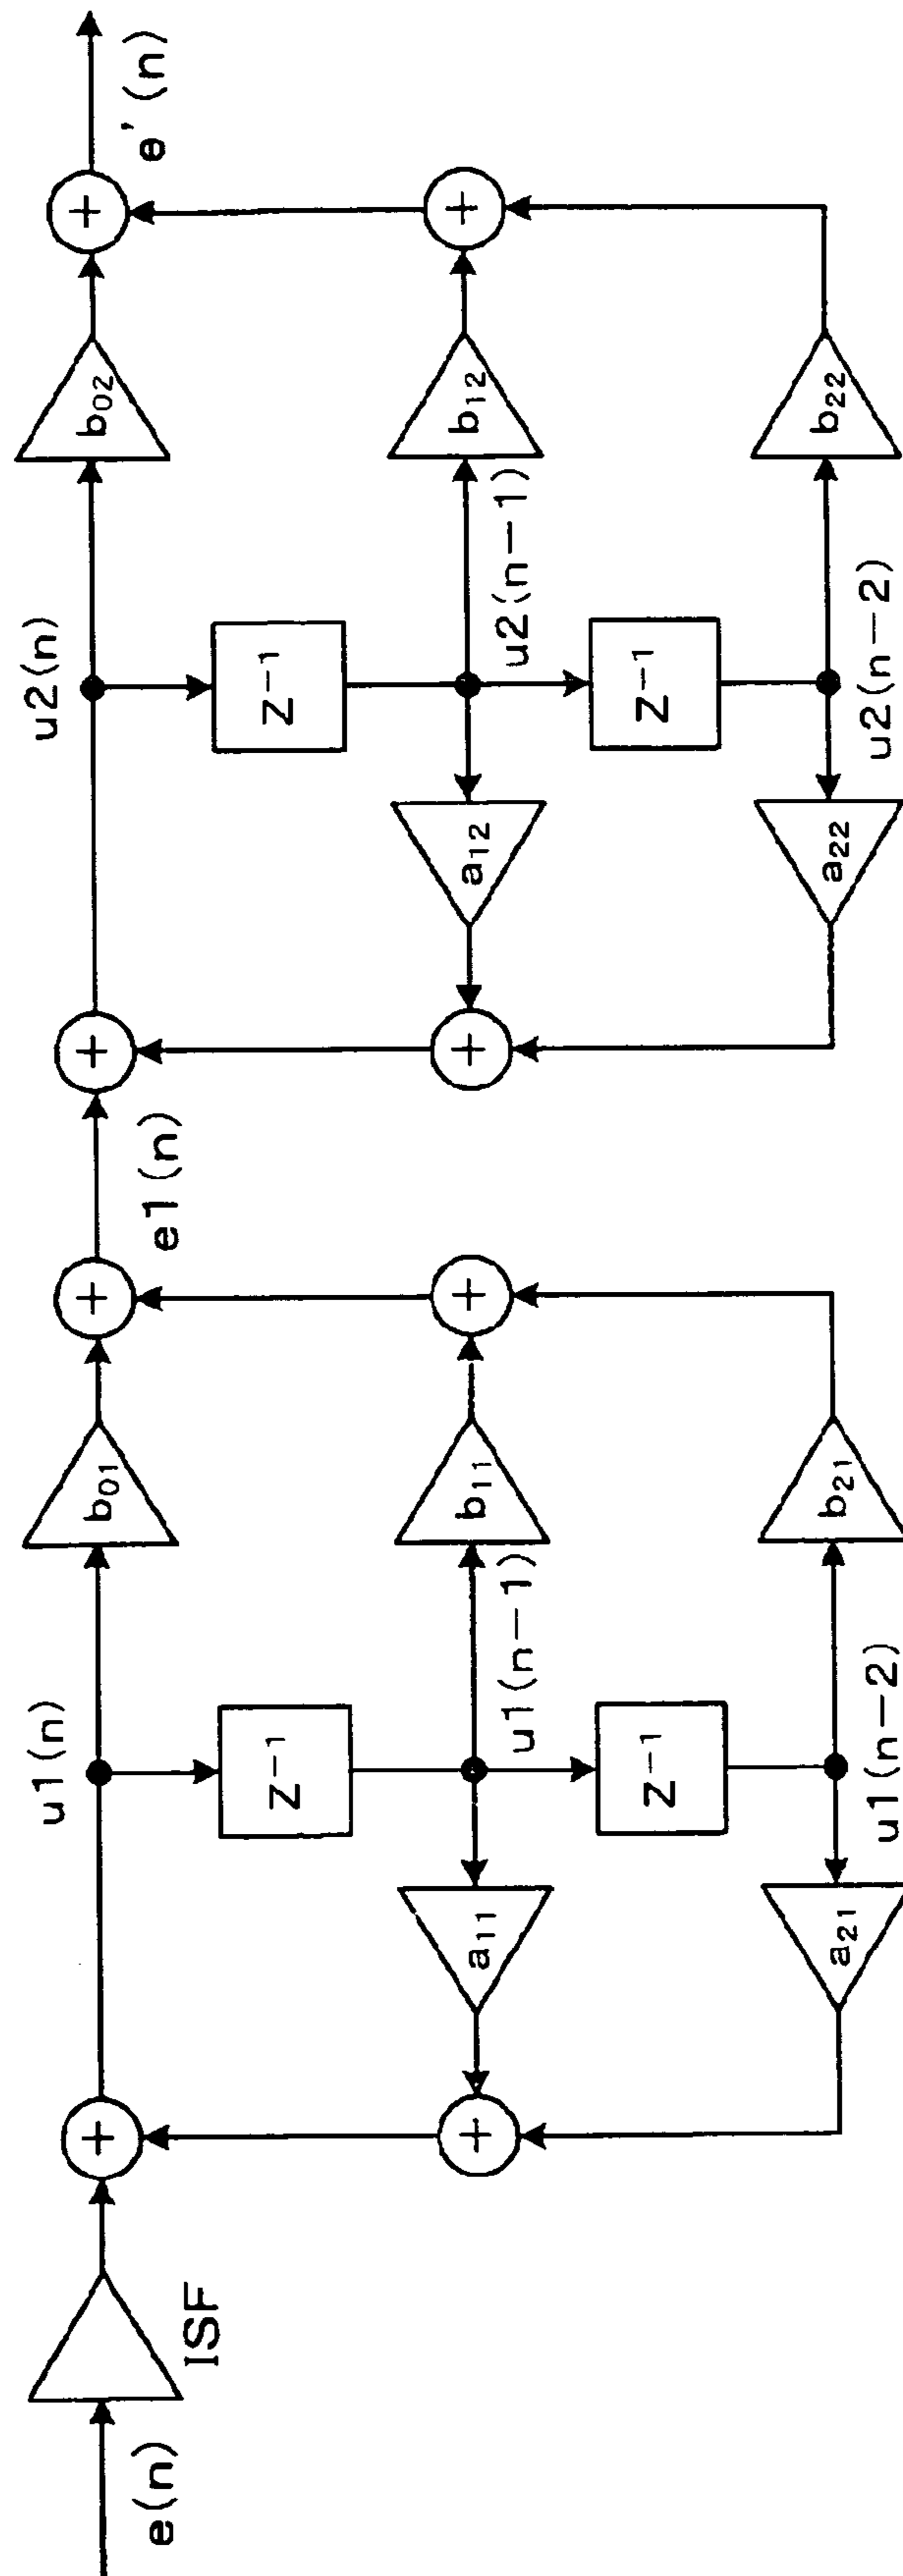 e(n)
ISF
u1(n)
b01
e1(n)
u2(n)
b02
e'(n)
Z−1
Z−1
a11
u1(n−1)
b11
a12
u2(n−1)
b12
Z−1
Z−1
a21
u1(n−2)
b21
a22
u2(n−2)
b22
+
+
+
+
+
+
+
+